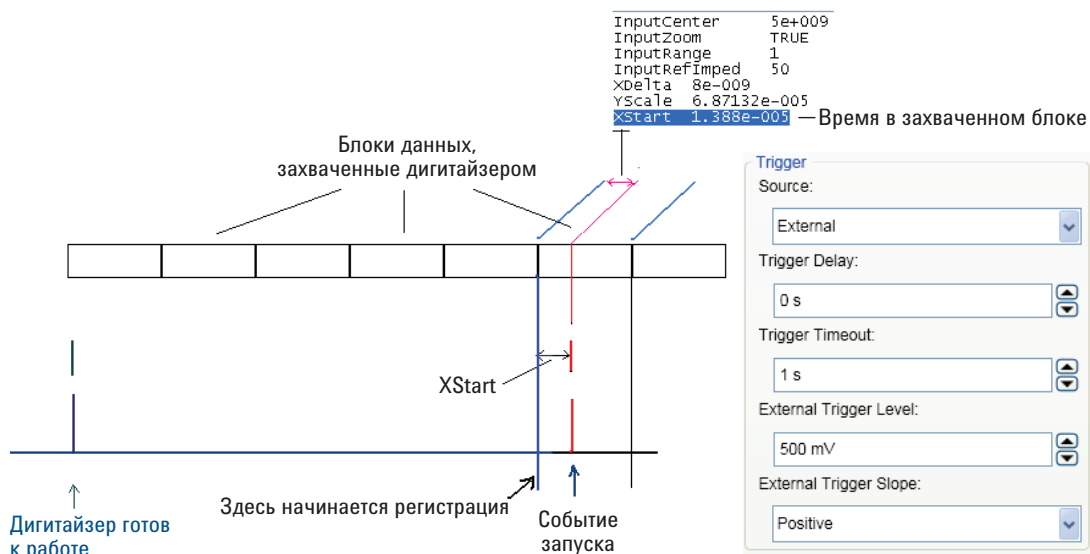 InputCenter 5e+009
InputZoom TRUE
InputRange 1
InputRefImped 50
XDelta 8e-009
YScale 6.87132e-005
XStart 1.388e-005
Время в захваченном блоке
Блоки данных,
захваченные дигитайзером
XStart
Здесь начинается регистрация
Событие
запуска
Дигитайзер готов
к работе
Trigger
Source:
External
Trigger Delay:
0 s
Trigger Timeout:
1 s
External Trigger Level:
500 mV
External Trigger Slope:
Positive